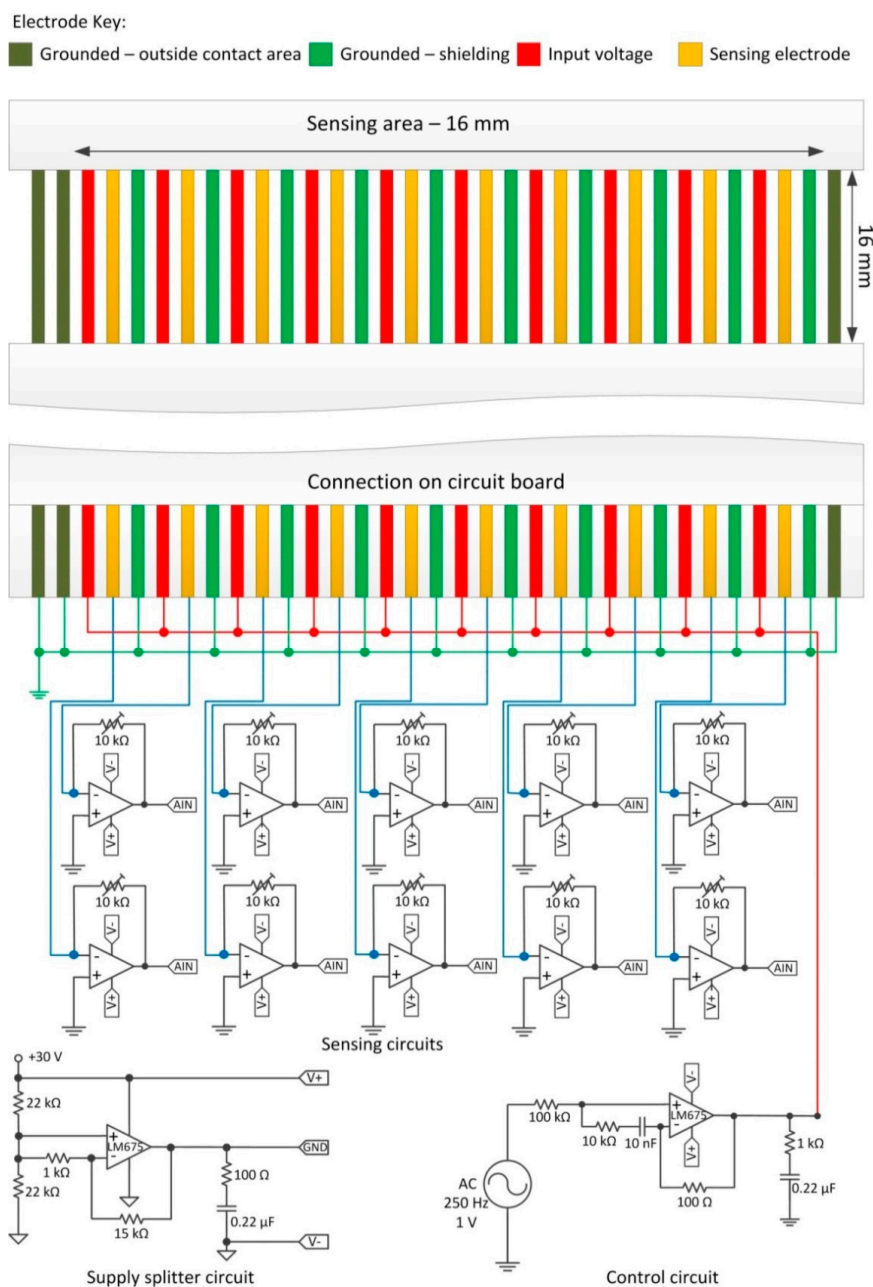 Electrode Key:
Grounded – outside contact area
Grounded – shielding
Input voltage
Sensing electrode
Sensing area – 16 mm
16 mm
Connection on circuit board
10 kΩ
V-
-
+
V+
AIN
10 kΩ
V-
-
+
V+
AIN
10 kΩ
V-
-
+
V+
AIN
10 kΩ
V-
-
+
V+
AIN
10 kΩ
V-
-
+
V+
AIN
10 kΩ
V-
-
+
V+
AIN
10 kΩ
V-
-
+
V+
AIN
10 kΩ
V-
-
+
V+
AIN
10 kΩ
V-
-
+
V+
AIN
10 kΩ
V-
-
+
V+
AIN
Sensing circuits
+30 V
V+
22 kΩ
+
LM675
-
GND
1 kΩ
22 kΩ
100 Ω
15 kΩ
0.22 µF
V-
Supply splitter circuit
V-
100 kΩ
+
LM675
-
10 kΩ
10 nF
V+
1 kΩ
AC
250 Hz
1 V
100 Ω
0.22 µF
Control circuit